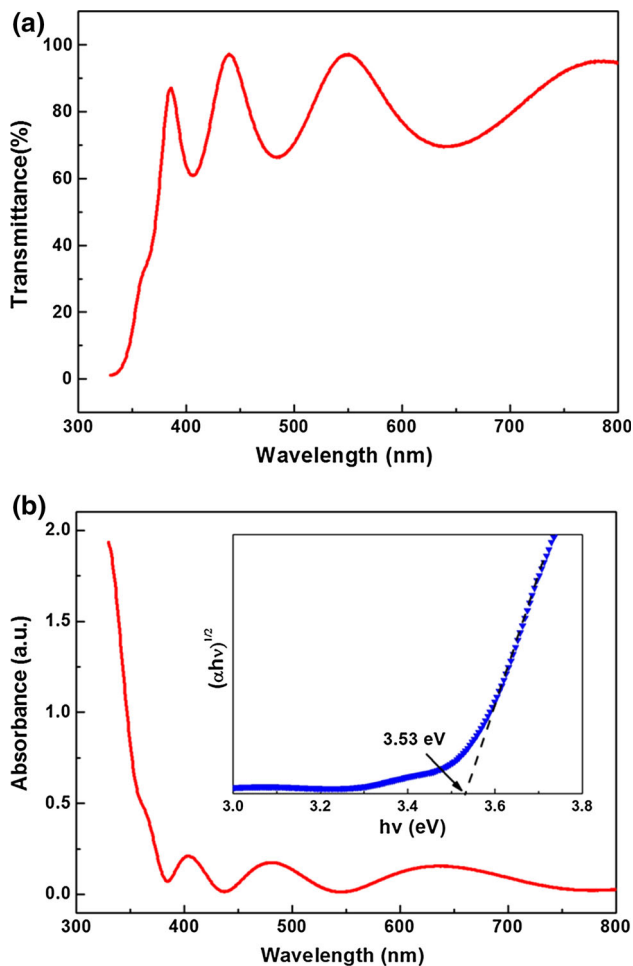 (a)
100
80
60
40
20
0
Transmittance(%)
300 400 500 600 700 800
Wavelength (nm)
(b)
2.0
1.5
1.0
0.5
0.0
Absorbance (a.u.)
(αhν)1/2
3.53 eV
3.0 3.2 3.4 3.6 3.8
hν (eV)
300 400 500 600 700 800
Wavelength (nm)